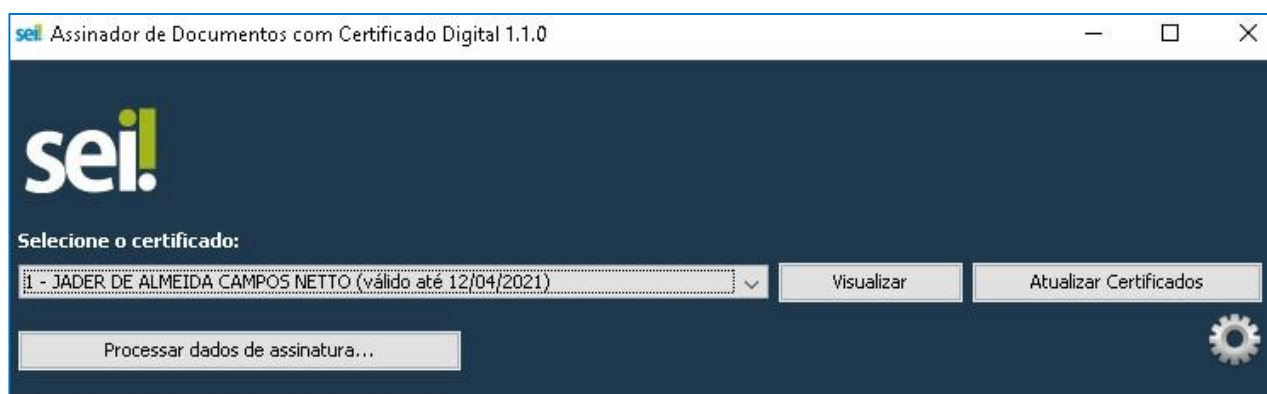 sei! Assinador de Documentos com Certificado Digital 1.1.0
sei!
Selecione o certificado:
1 - JADER DE ALMEIDA CAMPOS NETTO (válido até 12/04/2021) Visualizar Atualizar Certificados
Processar dados de assinatura...